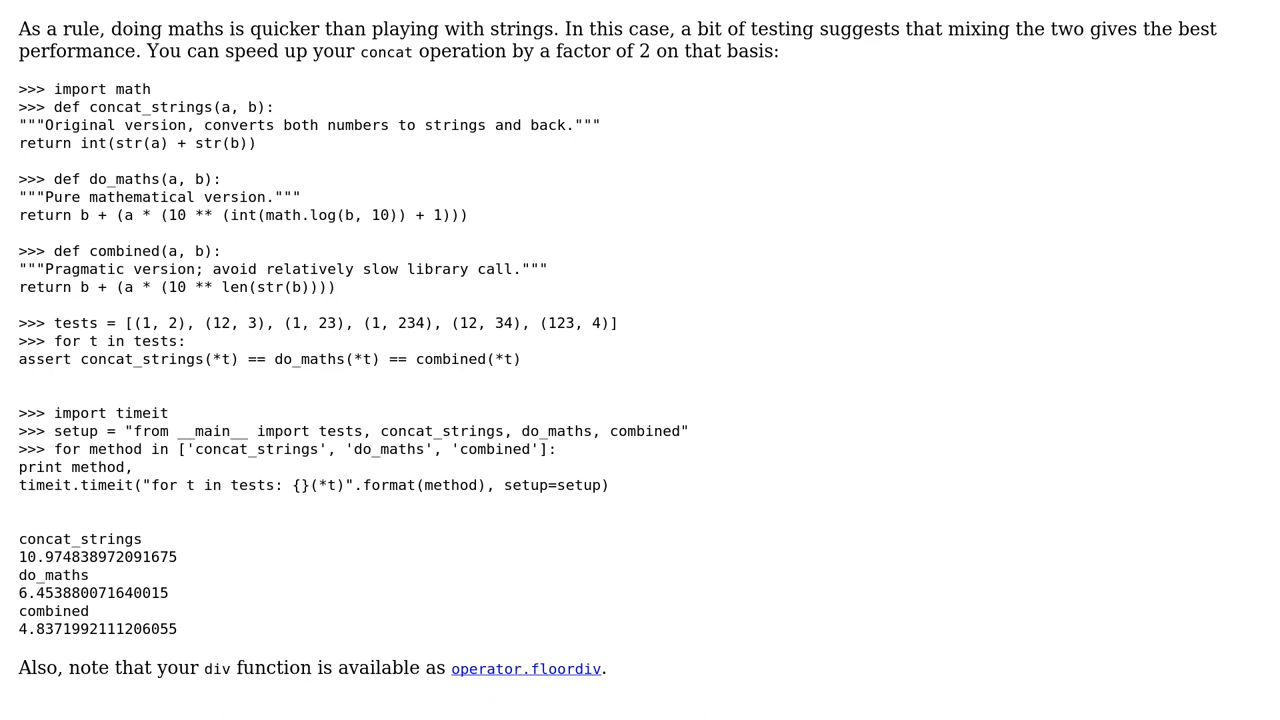 As a rule, doing maths is quicker than playing with strings. In this case, a bit of testing suggests that mixing the two gives the best
performance. You can speed up your concat operation by a factor of 2 on that basis:
>>> import math
>>> def concat_strings(a, b):
"""Original version, converts both numbers to strings and back."""
return int(str(a) + str(b))
>>> def do_maths(a, b):
"""Pure mathematical version."""
return b + (a * (10 ** (int(math.log(b, 10)) + 1)))
>>> def combined(a, b):
"""Pragmatic version; avoid relatively slow library call."""
return b + (a * (10 ** len(str(b))))
>>> tests = [(1, 2), (12, 3), (1, 23), (1, 234), (12, 34), (123, 4)]
>>> for t in tests:
assert concat_strings(*t) == do_maths(*t) == combined(*t)
>>> import timeit
>>> setup = "from __main__ import tests, concat_strings, do_maths, combined"
>>> for method in ['concat_strings', 'do_maths', 'combined']:
print method,
timeit.timeit("for t in tests: {}(*t)".format(method), setup=setup)
concat_strings
10.974838972091675
do_maths
6.453880071640015
combined
4.8371992111206055
Also, note that your div function is available as operator.floordiv.